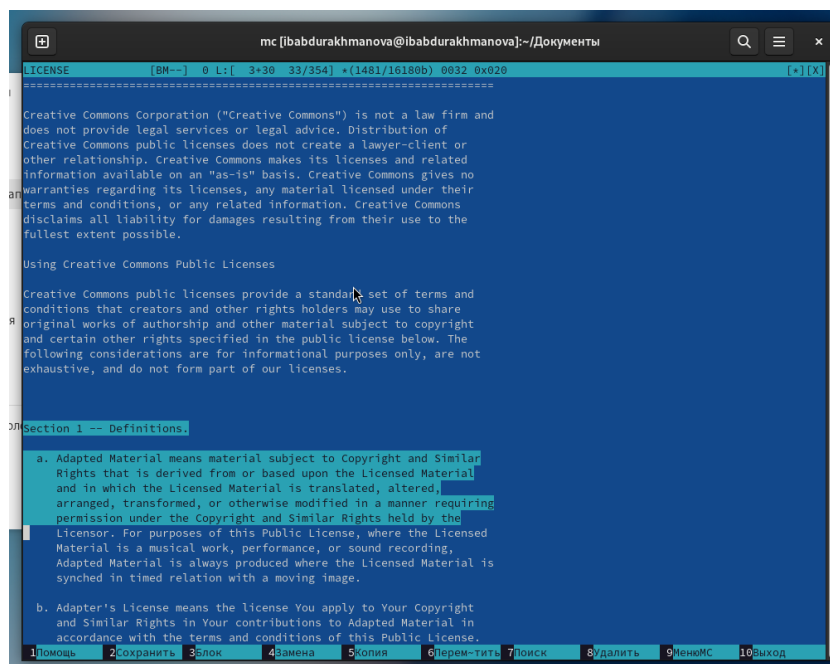 mc [ibabdurakhmanova@ibabdurakhmanova]:~/Документы
LICENSE [BM--] 0 L:[ 3+30 33/354] *(1481/16180b) 0032 0x020 [*][X]
=======================================================================
Creative Commons Corporation ("Creative Commons") is not a law firm and
does not provide legal services or legal advice. Distribution of
Creative Commons public licenses does not create a lawyer-client or
other relationship. Creative Commons makes its licenses and related
information available on an "as-is" basis. Creative Commons gives no
warranties regarding its licenses, any material licensed under their
terms and conditions, or any related information. Creative Commons
disclaims all liability for damages resulting from their use to the
fullest extent possible.
Using Creative Commons Public Licenses
Creative Commons public licenses provide a standard set of terms and
conditions that creators and other rights holders may use to share
original works of authorship and other material subject to copyright
and certain other rights specified in the public license below. The
following considerations are for informational purposes only, are not
exhaustive, and do not form part of our licenses.
Section 1 -- Definitions.
a. Adapted Material means material subject to Copyright and Similar
Rights that is derived from or based upon the Licensed Material
and in which the Licensed Material is translated, altered,
arranged, transformed, or otherwise modified in a manner requiring
permission under the Copyright and Similar Rights held by the
Licensor. For purposes of this Public License, where the Licensed
Material is a musical work, performance, or sound recording,
Adapted Material is always produced where the Licensed Material is
synched in timed relation with a moving image.
b. Adapter's License means the license You apply to Your Copyright
and Similar Rights in Your contributions to Adapted Material in
accordance with the terms and conditions of this Public License.
1Помощь 2Сохранить 3Блок 4Замена 5Копия 6Перем~тить 7Поиск 8Удалить 9МенюMC 10Выход